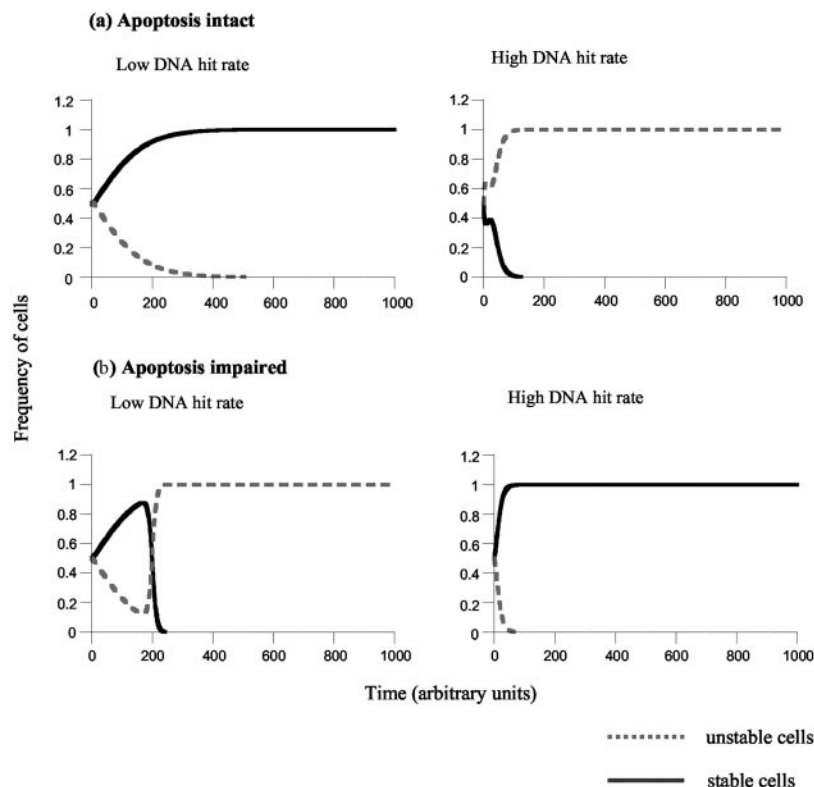 (a) Apoptosis intact
Low DNA hit rate
High DNA hit rate
1.2
1
0.8
0.6
0.4
0.2
0
0 200 400 600 800 1000
1.2
1
0.8
0.6
0.4
0.2
0
0 200 400 600 800 1000
Frequency of cells
(b) Apoptosis impaired
Low DNA hit rate
High DNA hit rate
1.2
1
0.8
0.6
0.4
0.2
0
0 200 400 600 800 1000
1.2
1
0.8
0.6
0.4
0.2
0
0 200 400 600 800 1000
Time (arbitrary units)
unstable cells
stable cells